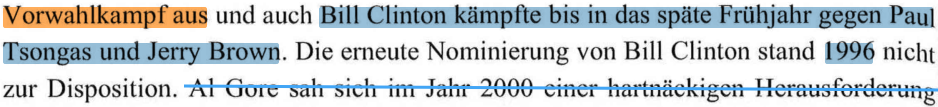 Vorwahlkampf aus und auch Bill Clinton kämpfte bis in das späte Frühjahr gegen Paul
Tsongas und Jerry Brown. Die erneute Nominierung von Bill Clinton stand 1996 nicht
zur Disposition. Al Gore sah sich im Jahr 2000 einer hartnäckigen Herausforderung